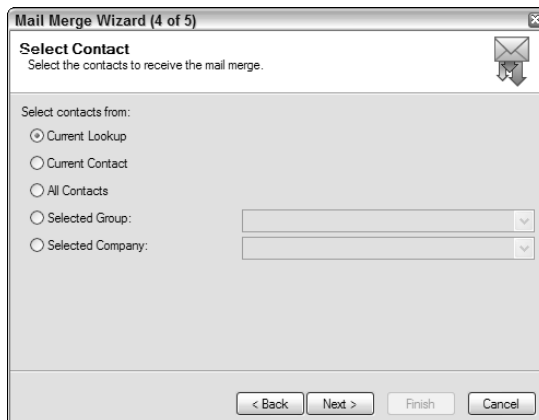 Mail Merge Wizard (4 of 5)
Select Contact
Select the contacts to receive the mail merge.
Select contacts from:
Current Lookup
Current Contact
All Contacts
Selected Group:
Selected Company:
< Back Next > Finish Cancel